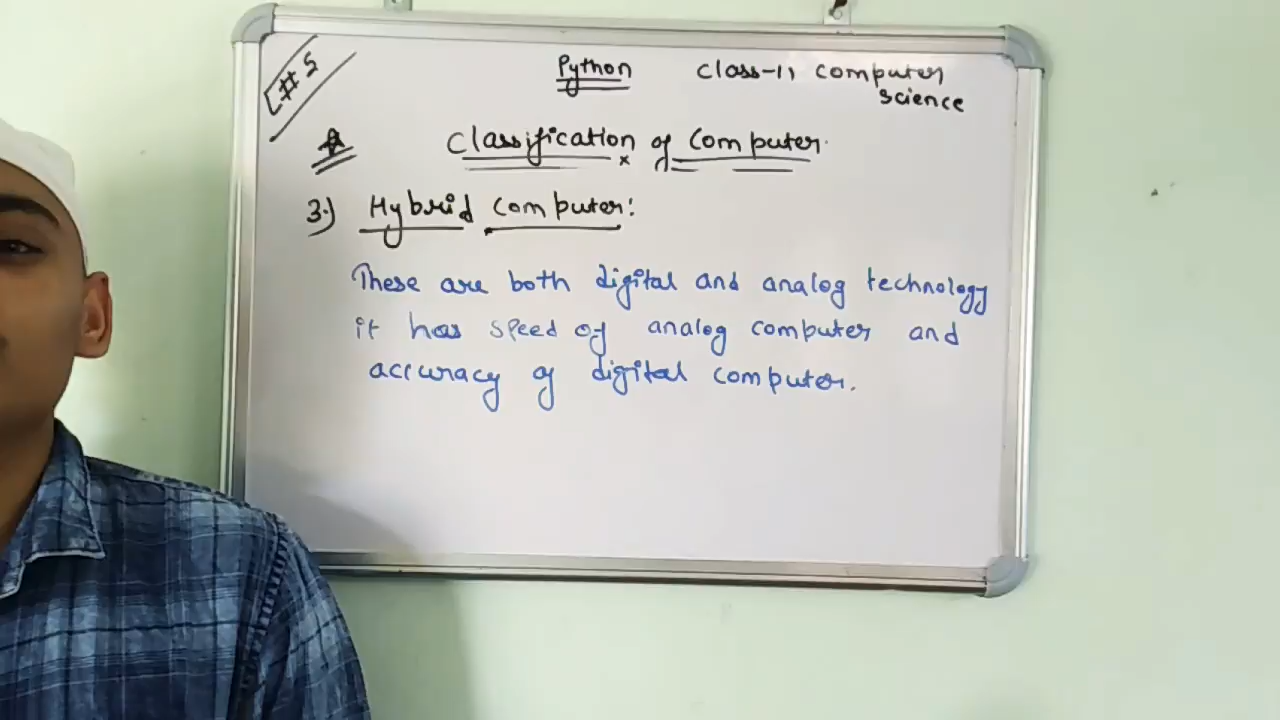 #5
Python class-11 computer
science
Classification of Computer
3.) Hybrid computer:
These are both digital and analog technology
it has speed of analog computer and
accuracy of digital computer.